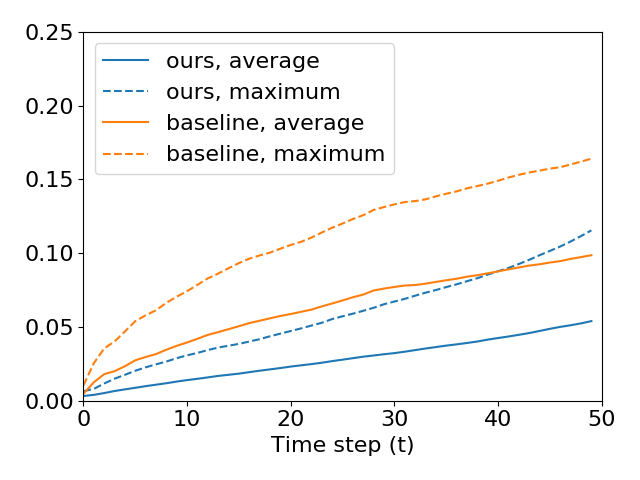 0.25
0.20
0.15
0.10
0.05
0.00
ours, average
ours, maximum
baseline, average
baseline, maximum
0 10 20 30 40 50
Time step (t)